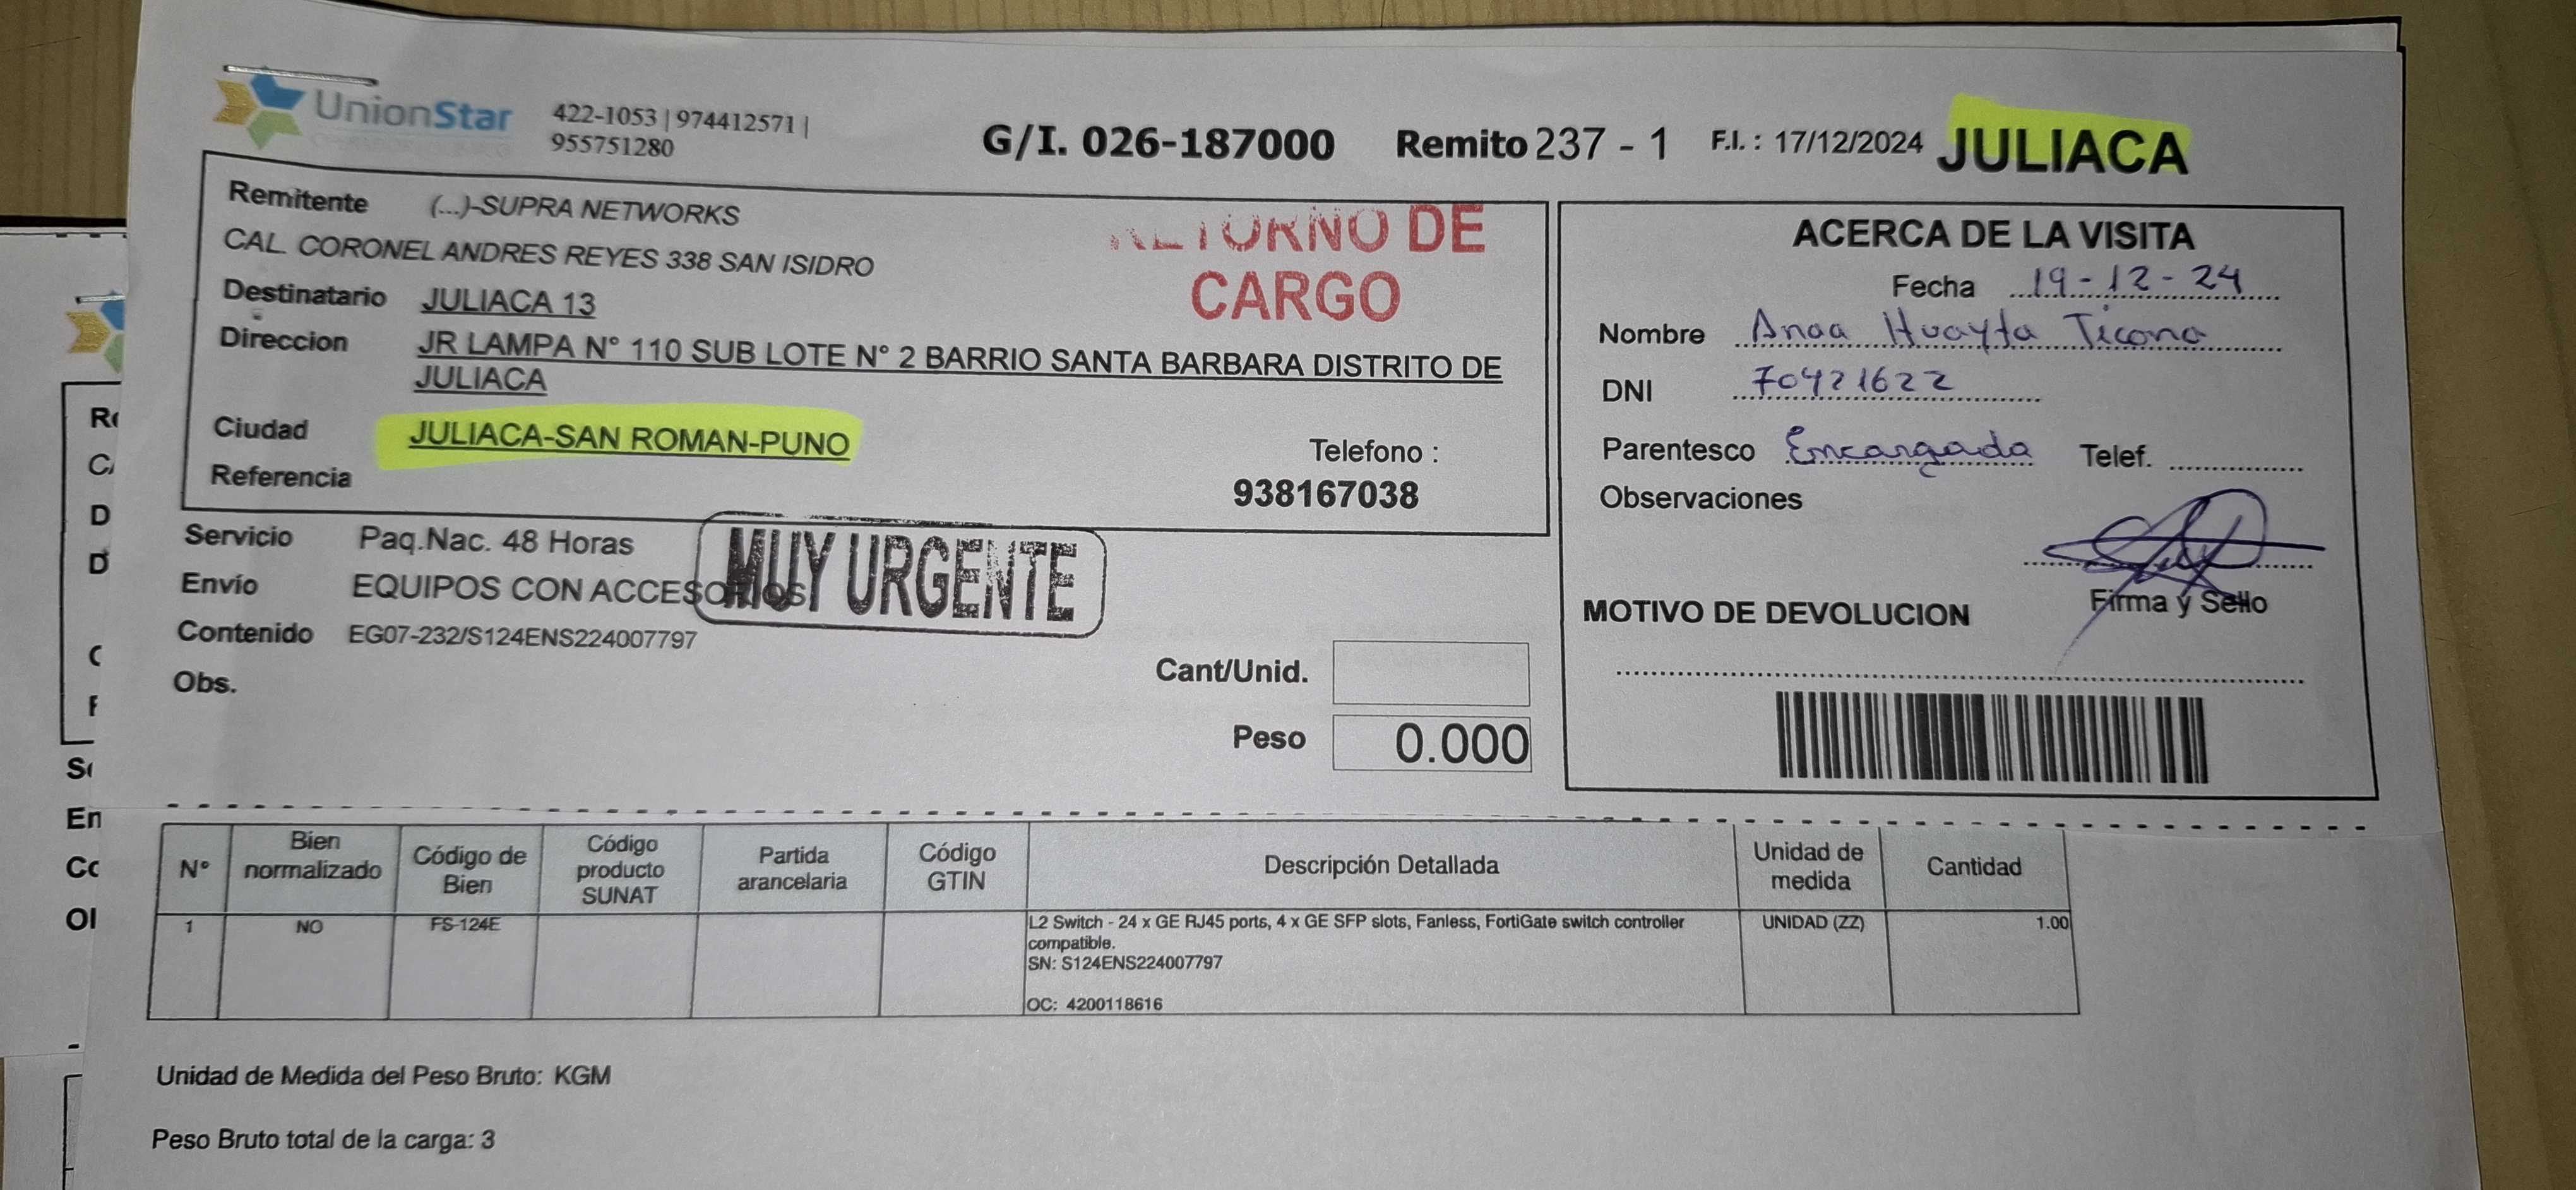 UnionStar
422-1053 | 974412571 |
955751280
G/I. 026-187000 Remito 237 - 1 F.I. : 17/12/2024 JULIACA
Remitente (...)-SUPRA NETWORKS
CAL. CORONEL ANDRES REYES 338 SAN ISIDRO
RETORNO DE
CARGO
Destinatario JULIACA 13
Direccion JR LAMPA N° 110 SUB LOTE N° 2 BARRIO SANTA BARBARA DISTRITO DE
JULIACA
Ciudad JULIACA-SAN ROMAN-PUNO
Telefono :
Referencia
938167038
Servicio Paq.Nac. 48 Horas
MUY URGENTE
Envío EQUIPOS CON ACCESORIOS
Contenido EG07-232/S124ENS224007797
Obs.
Cant/Unid.
Peso 0.000
ACERCA DE LA VISITA
Fecha 19-12-24
Nombre Anaa Huayta Ticona
DNI 70421622
Parentesco Encargada Telef.
Observaciones
Firma y Sello
MOTIVO DE DEVOLUCION
N° Bien normalizado Código de Bien Código producto SUNAT Partida arancelaria Código GTIN Descripción Detallada Unidad de medida Cantidad
1 NO FS-124E L2 Switch - 24 x GE RJ45 ports, 4 x GE SFP slots, Fanless, FortiGate switch controller UNIDAD (ZZ) 1.00
compatible.
SN: S124ENS224007797
OC: 4200118616
Unidad de Medida del Peso Bruto: KGM
Peso Bruto total de la carga: 3